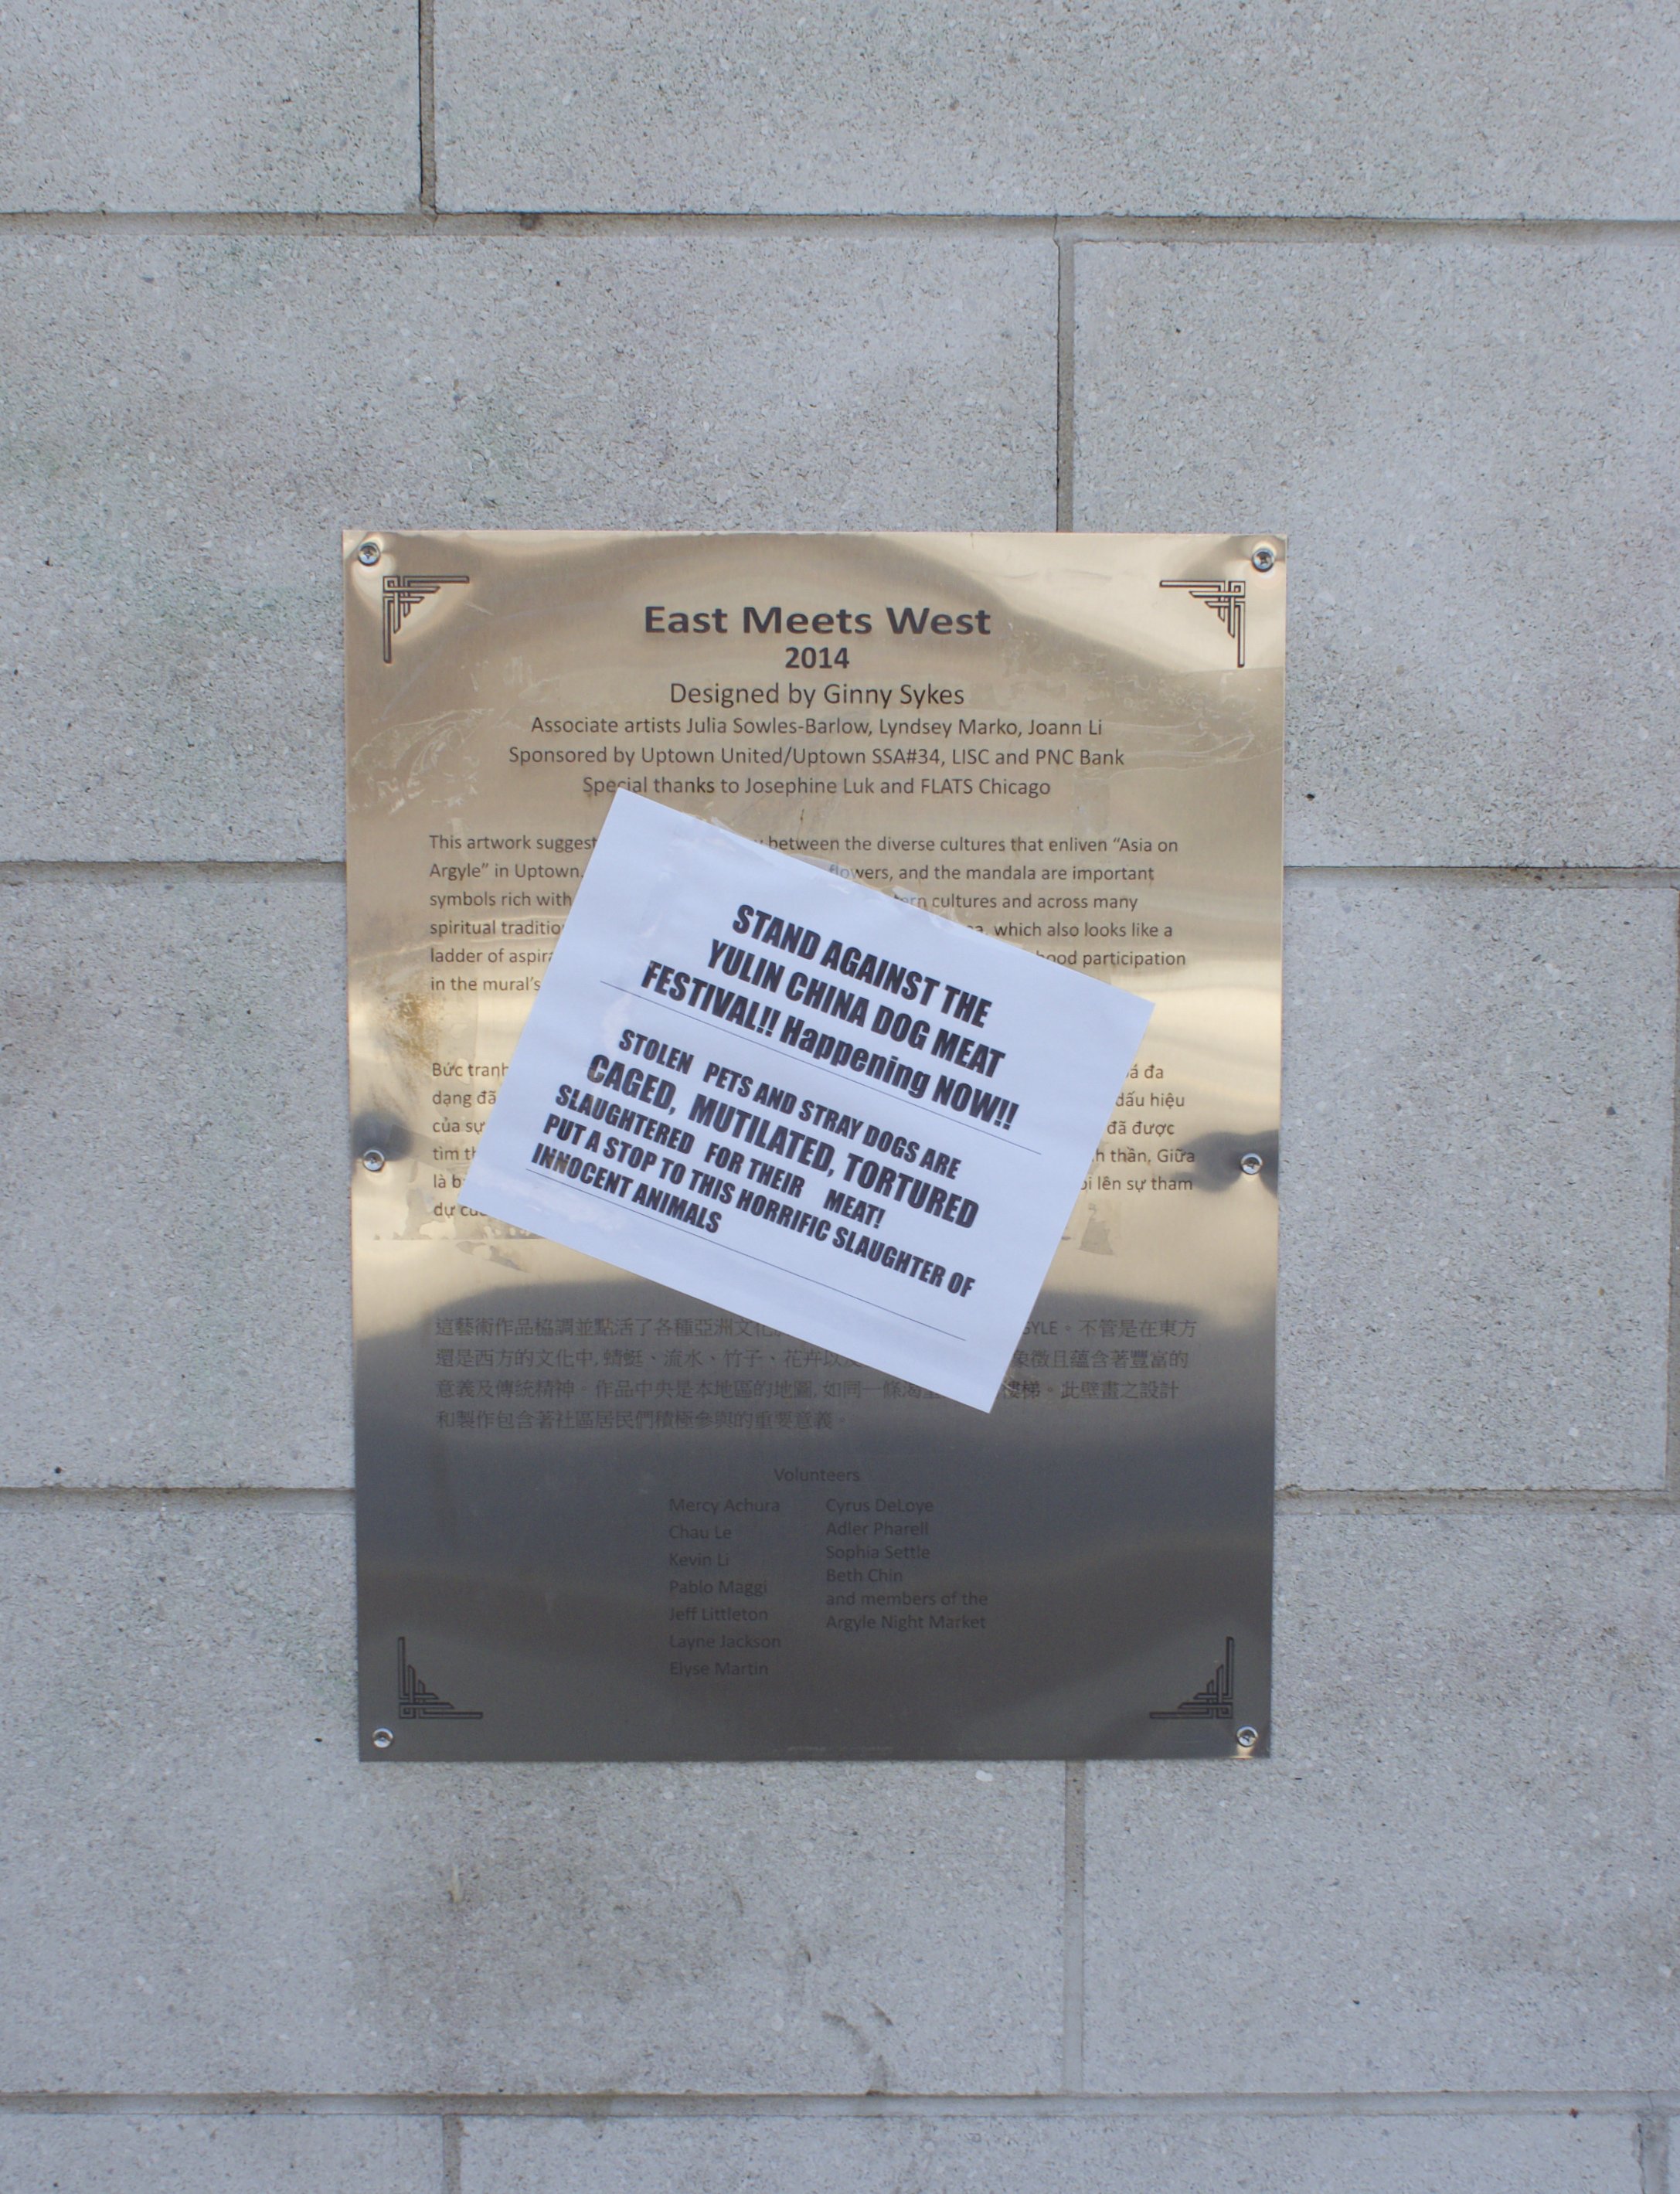 East Meets West
2014
Designed by Ginny Sykes
Associate artists Julia Sowles-Barlow, Lyndsey Marko, Joann Li
Sponsored by Uptown United/Uptown SSA#34, LISC and PNC Bank
Special thanks to Josephine Luk and FLATS Chicago
This artwork suggest between the diverse cultures that enliven “Asia on
Argyle” in Uptown. flowers, and the mandala are important
symbols rich with cultures and across many
spiritual which also looks like a
ladder of participation
in the mural’s
STAND AGAINST THE
YULIN CHINA DOG MEAT
FESTIVAL!! Happening NOW!!
STOLEN PETS AND STRAY DOGS ARE
CAGED, MUTILATED, TORTURED
SLAUGHTERED FOR THEIR MEAT!
PUT A STOP TO THIS HORRIFIC SLAUGHTER OF
INNOCENT ANIMALS
Bức tranh đa
dạng đã dấu hiệu
của sự đã được
thần. Giữa
là lên sự tham
dự
這藝術作品協調並點活了各種亞洲文化 不管是在東方
還是西方的文化中, 蜻蜓、流水、竹子、花卉以 象徵且蘊含著豐富的
意義及傳統精神。作品中央是本地區的地圖, 如同一條 樓梯。此壁畫之設計
和製作包含著社區居民們積極參與的重要意義。
Volunteers
Mercy Achura
Chau Le
Kevin Li
Pablo Maggi
Jeff Littleton
Layne Jackson
Elyse Martin
Cyrus DeLoye
Adler Pharell
Sophia Settle
Beth Chin
and members of the
Argyle Night Market